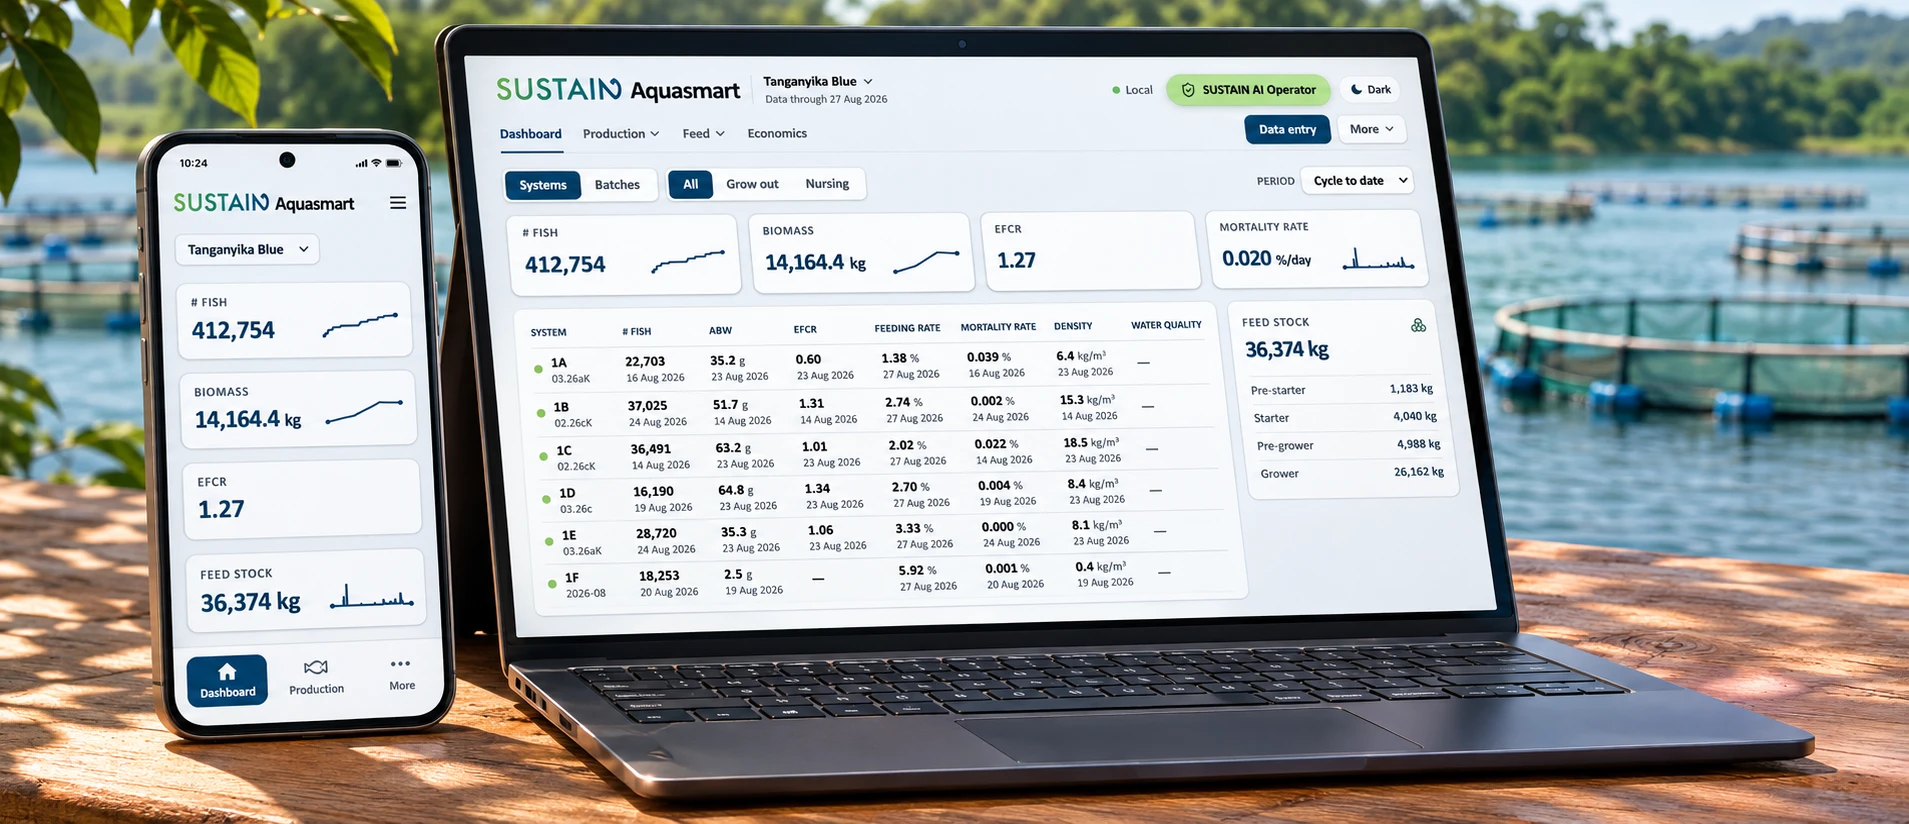 10:24
SUSTAIN Aquasmart
Tanganyika Blue
# FISH
412,754
BIOMASS
14,164.4 kg
EFCR
1.27
FEED STOCK
36,374 kg
Dashboard
Production
More
SUSTAIN Aquasmart
Tanganyika Blue
Data through 27 Aug 2026
Local
SUSTAIN AI Operator
Dark
Dashboard Production Feed Economics
Data entry More
Systems Batches All Grow out Nursing
PERIOD Cycle to date
# FISH
412,754
BIOMASS
14,164.4 kg
EFCR
1.27
MORTALITY RATE
0.020 %/day
SYSTEM # FISH ABW EFCR FEEDING RATE MORTALITY RATE DENSITY WATER QUALITY
1A 22,703 35.2 g 0.60 1.38 % 0.039 % 6.4 kg/m³ —
03.26aK 16 Aug 2026 23 Aug 2026 23 Aug 2026 27 Aug 2026 16 Aug 2026 23 Aug 2026
1B 37,025 51.7 g 1.31 2.74 % 0.002 % 15.3 kg/m³ —
02.26cK 24 Aug 2026 14 Aug 2026 14 Aug 2026 27 Aug 2026 24 Aug 2026 14 Aug 2026
1C 36,491 63.2 g 1.01 2.02 % 0.022 % 18.5 kg/m³ —
02.26cK 14 Aug 2026 23 Aug 2026 23 Aug 2026 27 Aug 2026 14 Aug 2026 23 Aug 2026
1D 16,190 64.8 g 1.34 2.70 % 0.004 % 8.4 kg/m³ —
03.26c 19 Aug 2026 23 Aug 2026 23 Aug 2026 27 Aug 2026 19 Aug 2026 23 Aug 2026
1E 28,720 35.3 g 1.06 3.33 % 0.000 % 8.1 kg/m³ —
03.26aK 24 Aug 2026 23 Aug 2026 23 Aug 2026 27 Aug 2026 24 Aug 2026 23 Aug 2026
1F 18,253 2.5 g — 5.92 % 0.001 % 0.4 kg/m³ —
2026-08 20 Aug 2026 19 Aug 2026 27 Aug 2026 20 Aug 2026 19 Aug 2026
FEED STOCK
36,374 kg
Pre-starter 1,183 kg
Starter 4,040 kg
Pre-grower 4,988 kg
Grower 26,162 kg